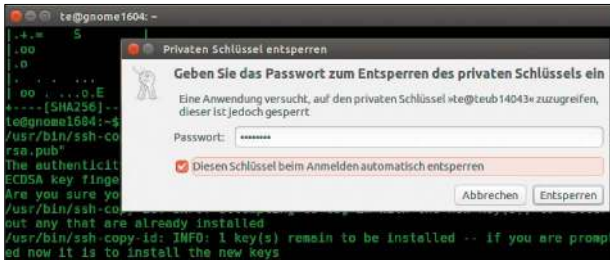 te@gnome1604: ~
|.+.= S |
|.oo
|.o
|. . ...
| oo . ...o.E
+----[SHA256]--
te@gnome1604:~$
/usr/bin/ssh-co
rsa.pub"
The authenticit
ECDSA key finge
Are you sure yo
/usr/bin/ssh-co
out any that are already installed
/usr/bin/ssh-copy-id: INFO: 1 key(s) remain to be installed -- if you are promp
ed now it is to install the new keys
Privaten Schlüssel entsperren
Geben Sie das Passwort zum Entsperren des privaten Schlüssels ein
Eine Anwendung versucht, auf den privaten Schlüssel »te@teub14043« zuzugreifen,
dieser ist jedoch gesperrt
Passwort: ••••••••
Diesen Schlüssel beim Anmelden automatisch entsperren
Abbrechen Entsperren